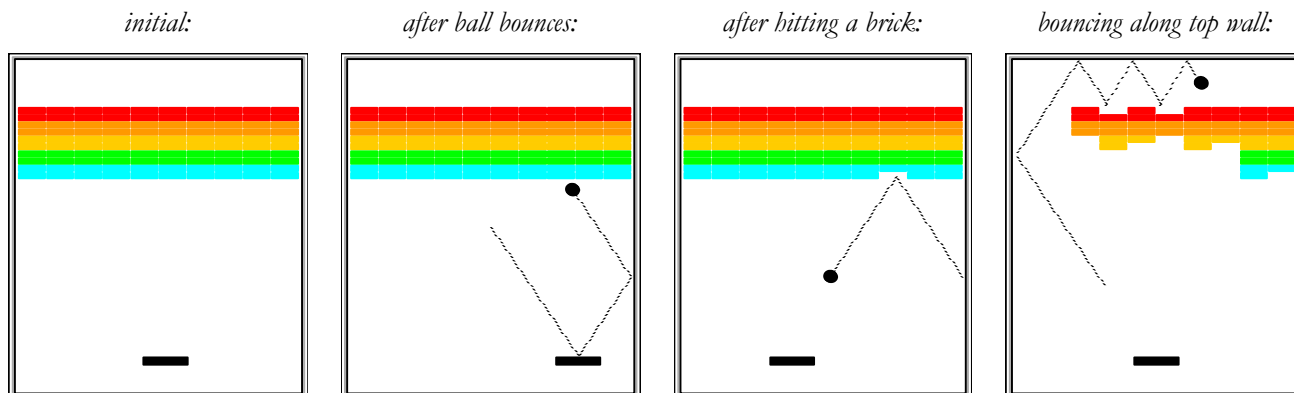 initial:
after ball bounces:
after hitting a brick:
bouncing along top wall: